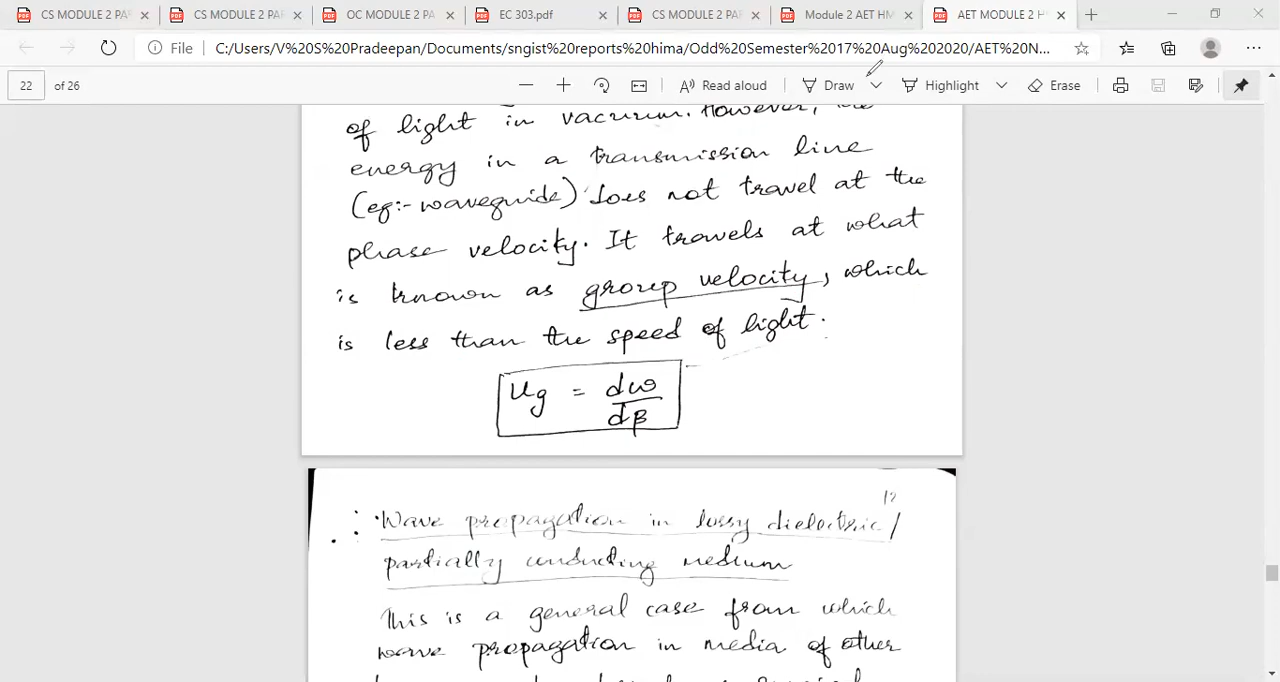 CS MODULE 2 PA
CS MODULE 2 PAR
OC MODULE 2 PA
EC 303.pdf
CS MODULE 2 PAR
Module 2 AET HM
AET MODULE 2 H
File
C:/Users/V%20S%20Pradeepan/Documents/sngist%20reports%20hima/Odd%20Semester%2017%20Aug%202020/AET%20N...
22 of 26
Read aloud
Draw
Highlight
Erase
of light in vacuum. However, the
energy in a transmission line
(eg:- waveguide) does not travel at the
phase velocity. It travels at what
is known as group velocity, which
is less than the speed of light.
ug = dω/dβ
Wave propagation in lossy dielectric /
partially conducting medium
This is a general case from which
wave propagation in media of other